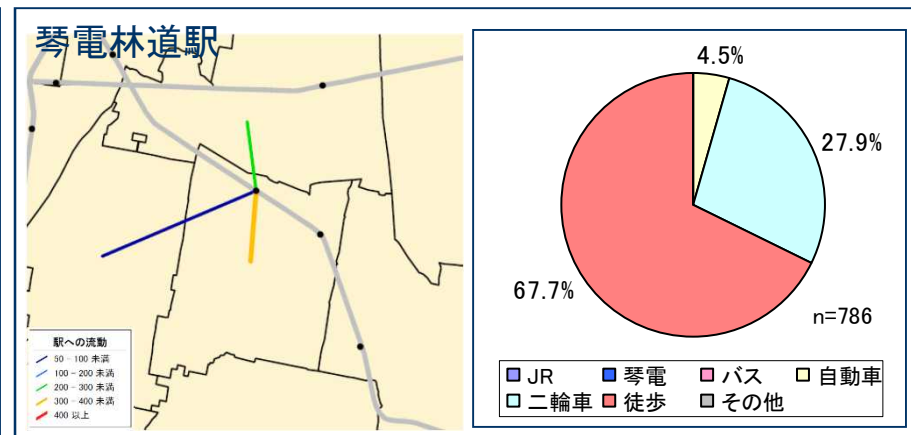 琴電林道駅
駅への流動
50 - 100 未満
100 - 200 未満
200 - 300 未満
300 - 400 未満
400 以上
4.5%
27.9%
67.7%
n=786
JR 琴電 バス 自動車
二輪車 徒歩 その他